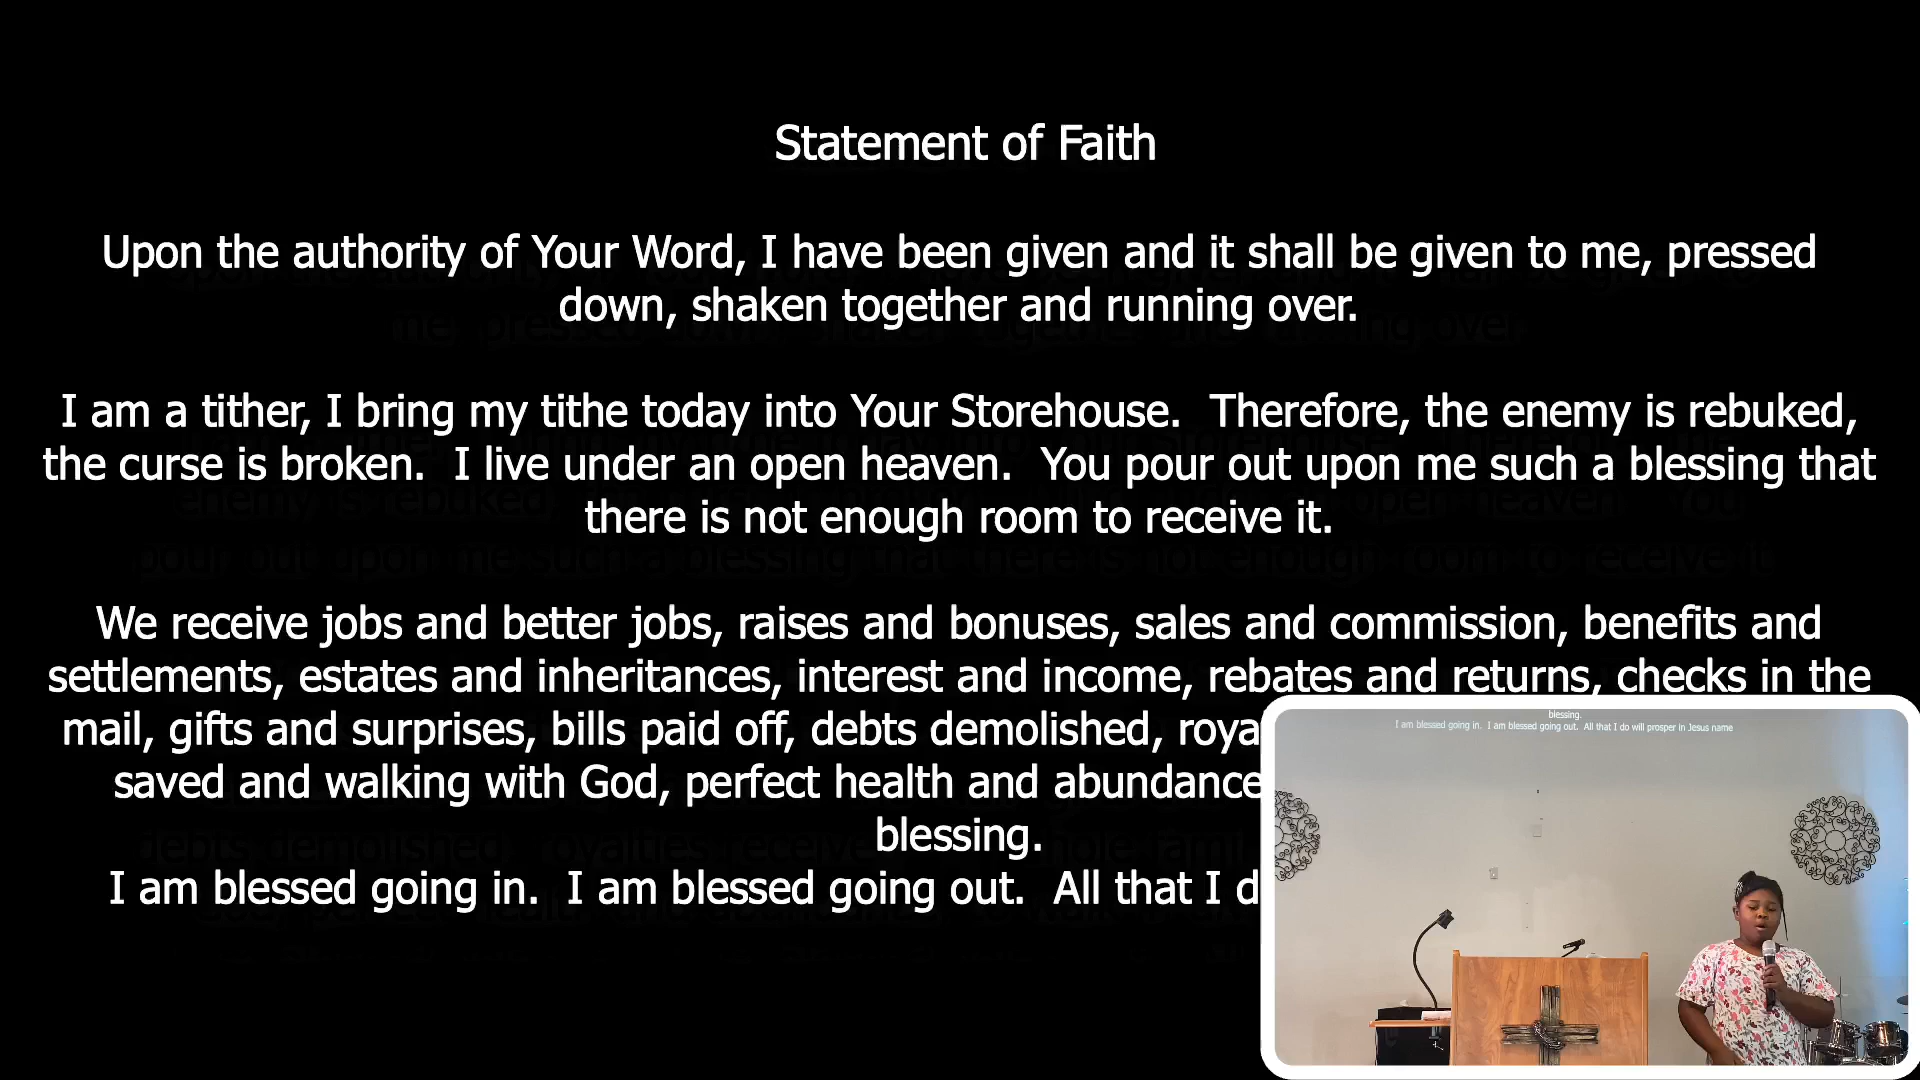 Statement of Faith
Upon the authority of Your Word, I have been given and it shall be given to me, pressed
down, shaken together and running over.
I am a tither, I bring my tithe today into Your Storehouse.  Therefore, the enemy is rebuked,
the curse is broken.  I live under an open heaven.  You pour out upon me such a blessing that
there is not enough room to receive it.
We receive jobs and better jobs, raises and bonuses, sales and commission, benefits and
settlements, estates and inheritances, interest and income, rebates and returns, checks in the
mail, gifts and surprises, bills paid off, debts demolished, roya
saved and walking with God, perfect health and abundance
blessing.
I am blessed going in.  I am blessed going out.  All that I d
blessing.
I am blessed going in.  I am blessed going out.  All that I do will prosper in Jesus name